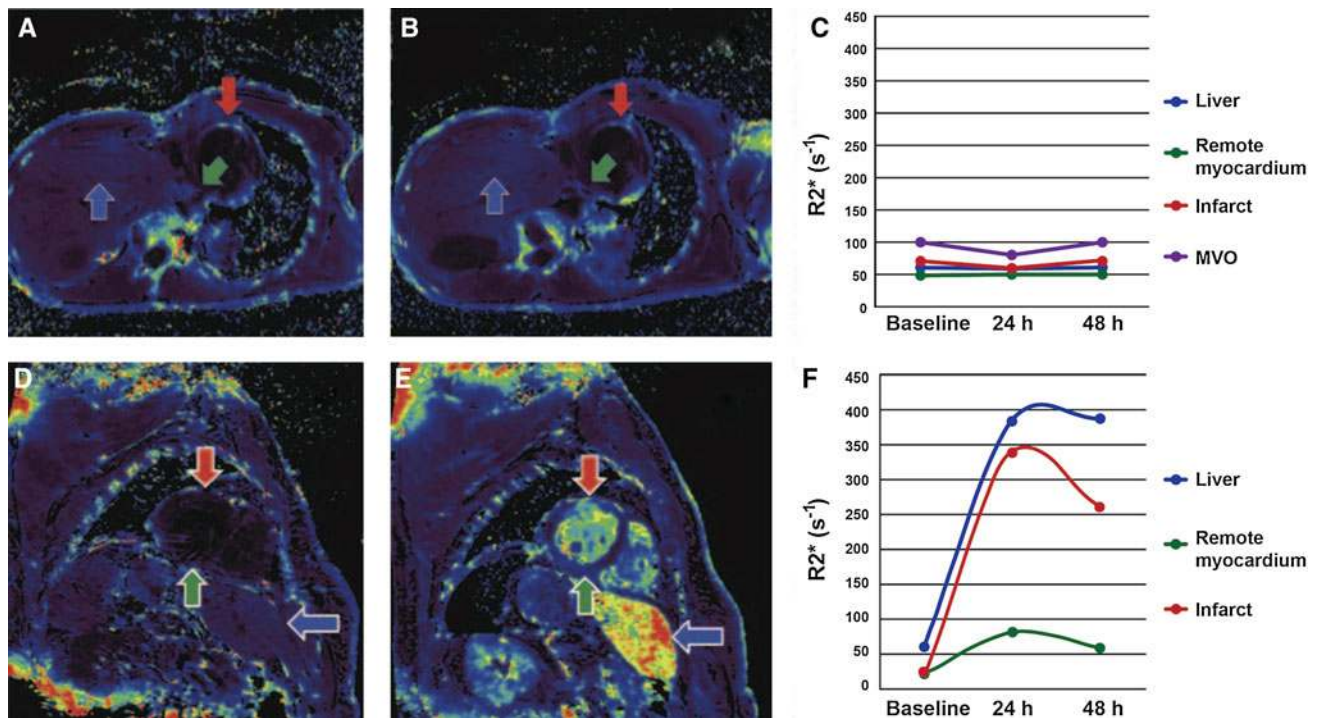 A
B
C
450
400
350
300
250
200
150
100
50
0
R2* (s⁻¹)
Baseline 24 h 48 h
Liver
Remote
myocardium
Infarct
MVO
D
E
F
450
400
350
300
250
200
150
100
50
0
R2* (s⁻¹)
Baseline 24 h 48 h
Liver
Remote
myocardium
Infarct